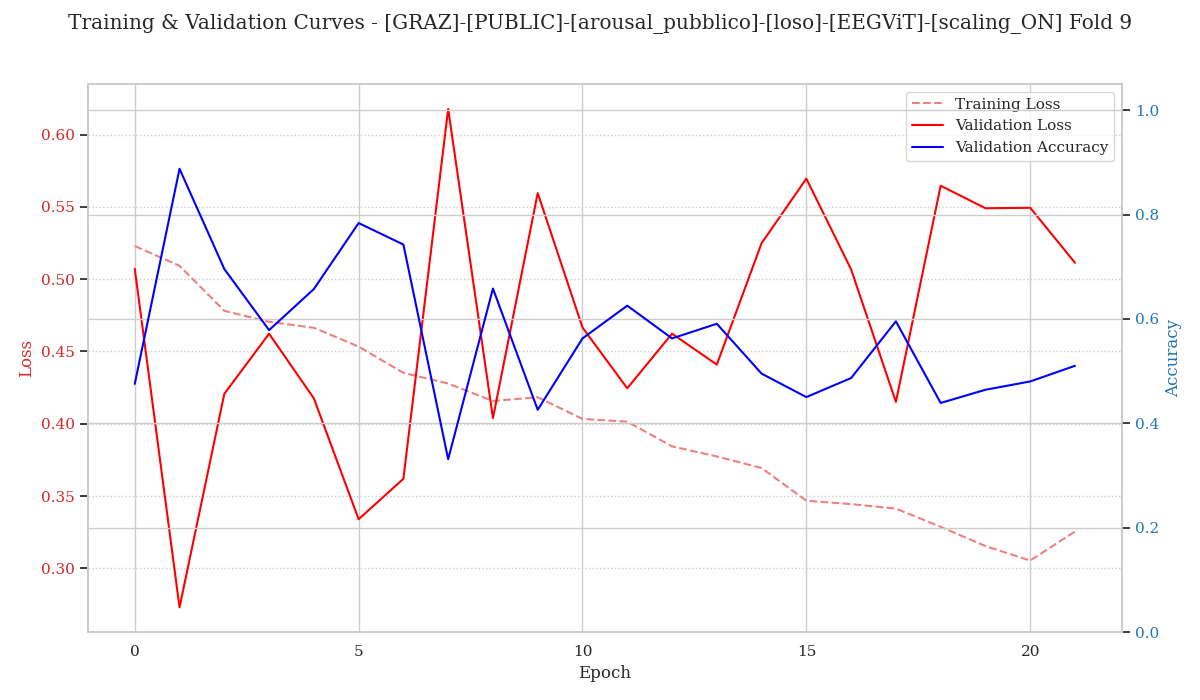 Training & Validation Curves - [GRAZ]-[PUBLIC]-[arousal_pubblico]-[loso]-[EEGViT]-[scaling_ON] Fold 9
Training Loss
Validation Loss
Validation Accuracy
0.60
0.55
0.50
0.45
0.40
0.35
0.30
Loss
1.0
0.8
0.6
0.4
0.2
0.0
Accuracy
0
5
10
15
20
Epoch